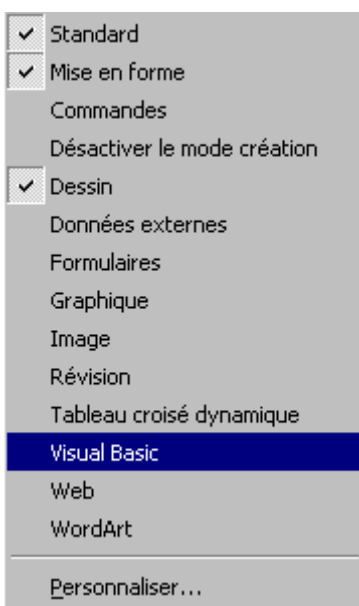 Standard
Mise en forme
Commandes
Désactiver le mode création
Dessin
Données externes
Formulaires
Graphique
Image
Révision
Tableau croisé dynamique
Visual Basic
Web
WordArt
Personnaliser...